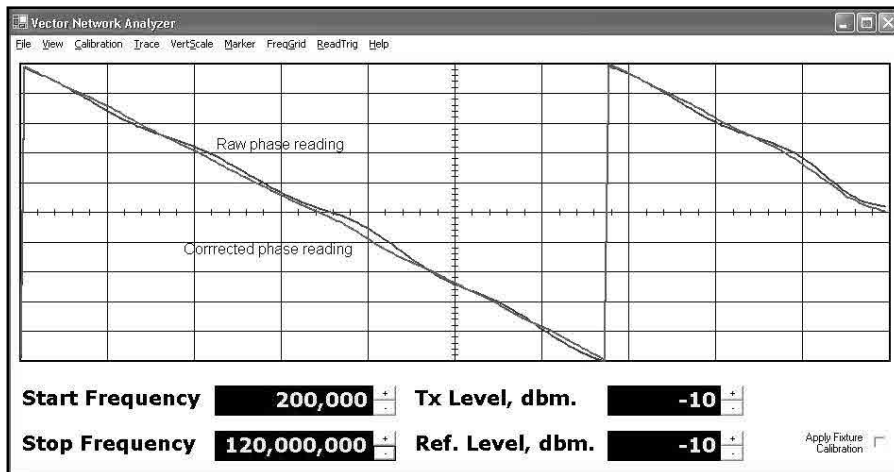 Vector Network Analyzer
File View Calibration Trace VertScale Marker FreqGrid ReadTrig Help
Raw phase reading
Corrrected phase reading
Start Frequency 200,000 + - Tx Level, dbm. -10 + -
Stop Frequency 120,000,000 + - Ref. Level, dbm. -10 + -
Apply Fixture
Calibration